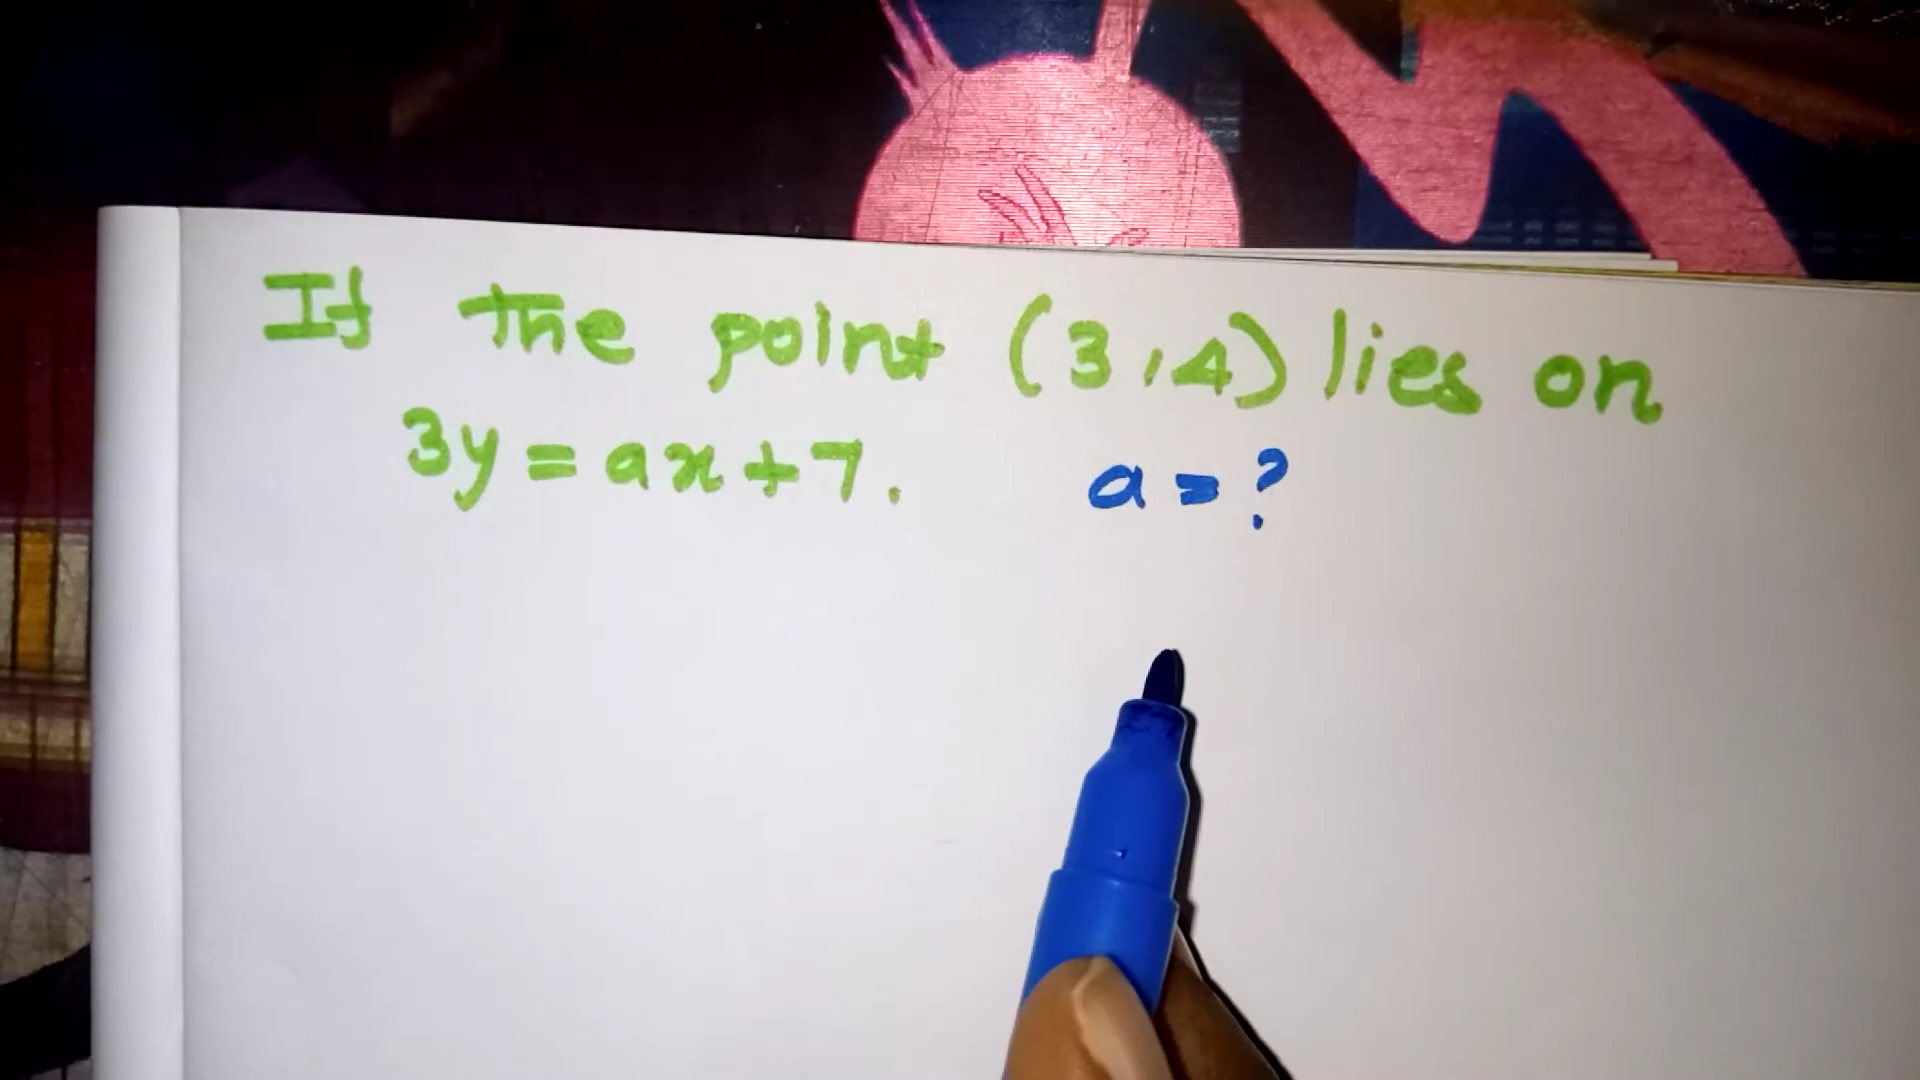 If the point (3,4) lies on
3y = ax + 7. a = ?